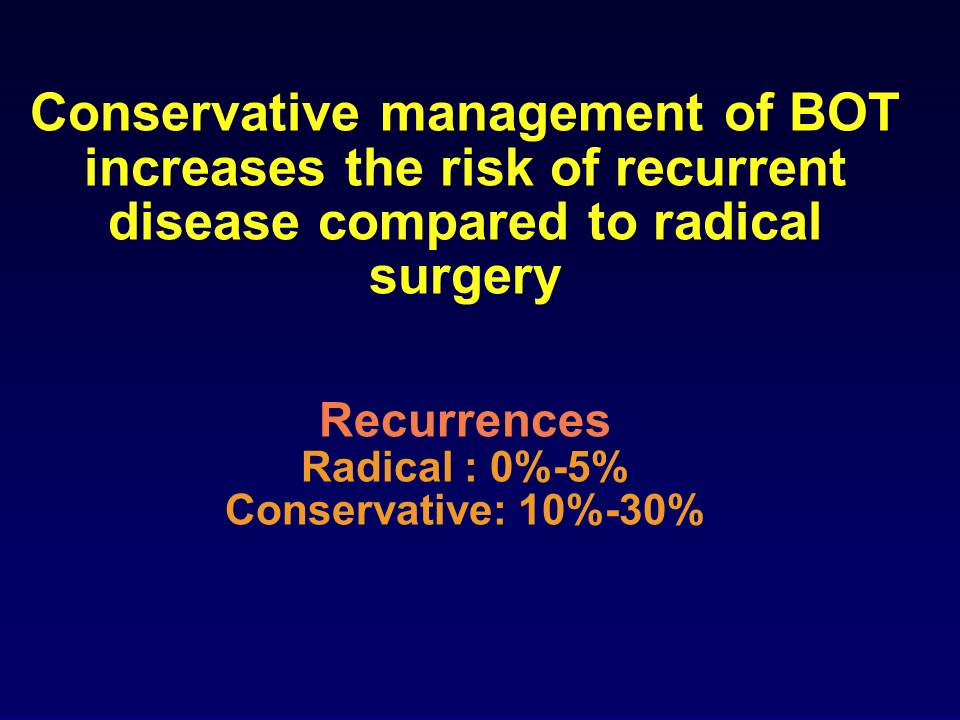 Conservative management of BOT
increases the risk of recurrent
disease compared to radical
surgery
Recurrences
Radical : 0%-5%
Conservative: 10%-30%